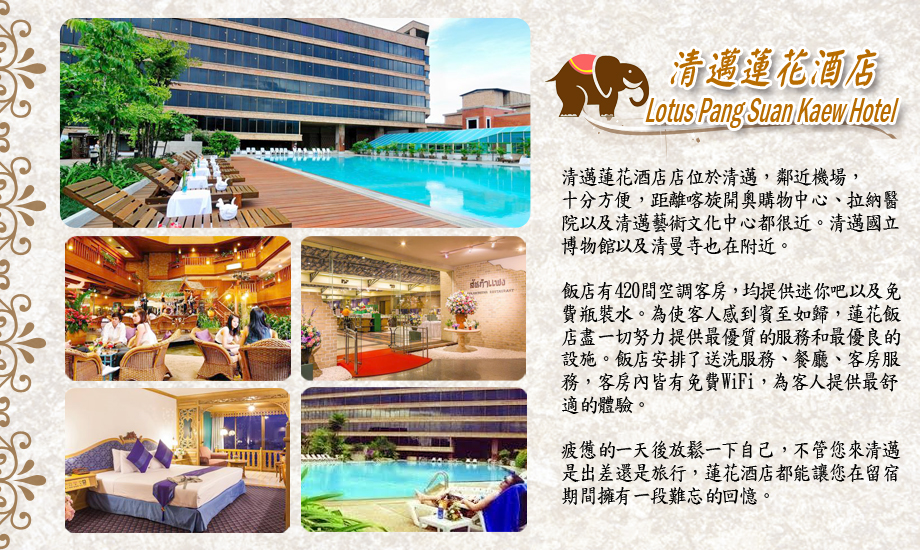 清邁蓮花酒店
Lotus Pang Suan Kaew Hotel
清邁蓮花酒店店位於清邁，鄰近機場，
十分方便，距離喀旋開奧購物中心、拉納醫
院以及清邁藝術文化中心都很近。清邁國立
博物館以及清曼寺也在附近。
飯店有420間空調客房，均提供迷你吧以及免
費瓶裝水。為使客人感到賓至如歸，蓮花飯
店盡一切努力提供最優質的服務和最優良的
設施。飯店安排了送洗服務、餐廳、客房服
務，客房內皆有免費WiFi，為客人提供最舒
適的體驗。
疲憊的一天後放鬆一下自己，不管您來清邁
是出差還是旅行，蓮花酒店都能讓您在留宿
期間擁有一段難忘的回憶。